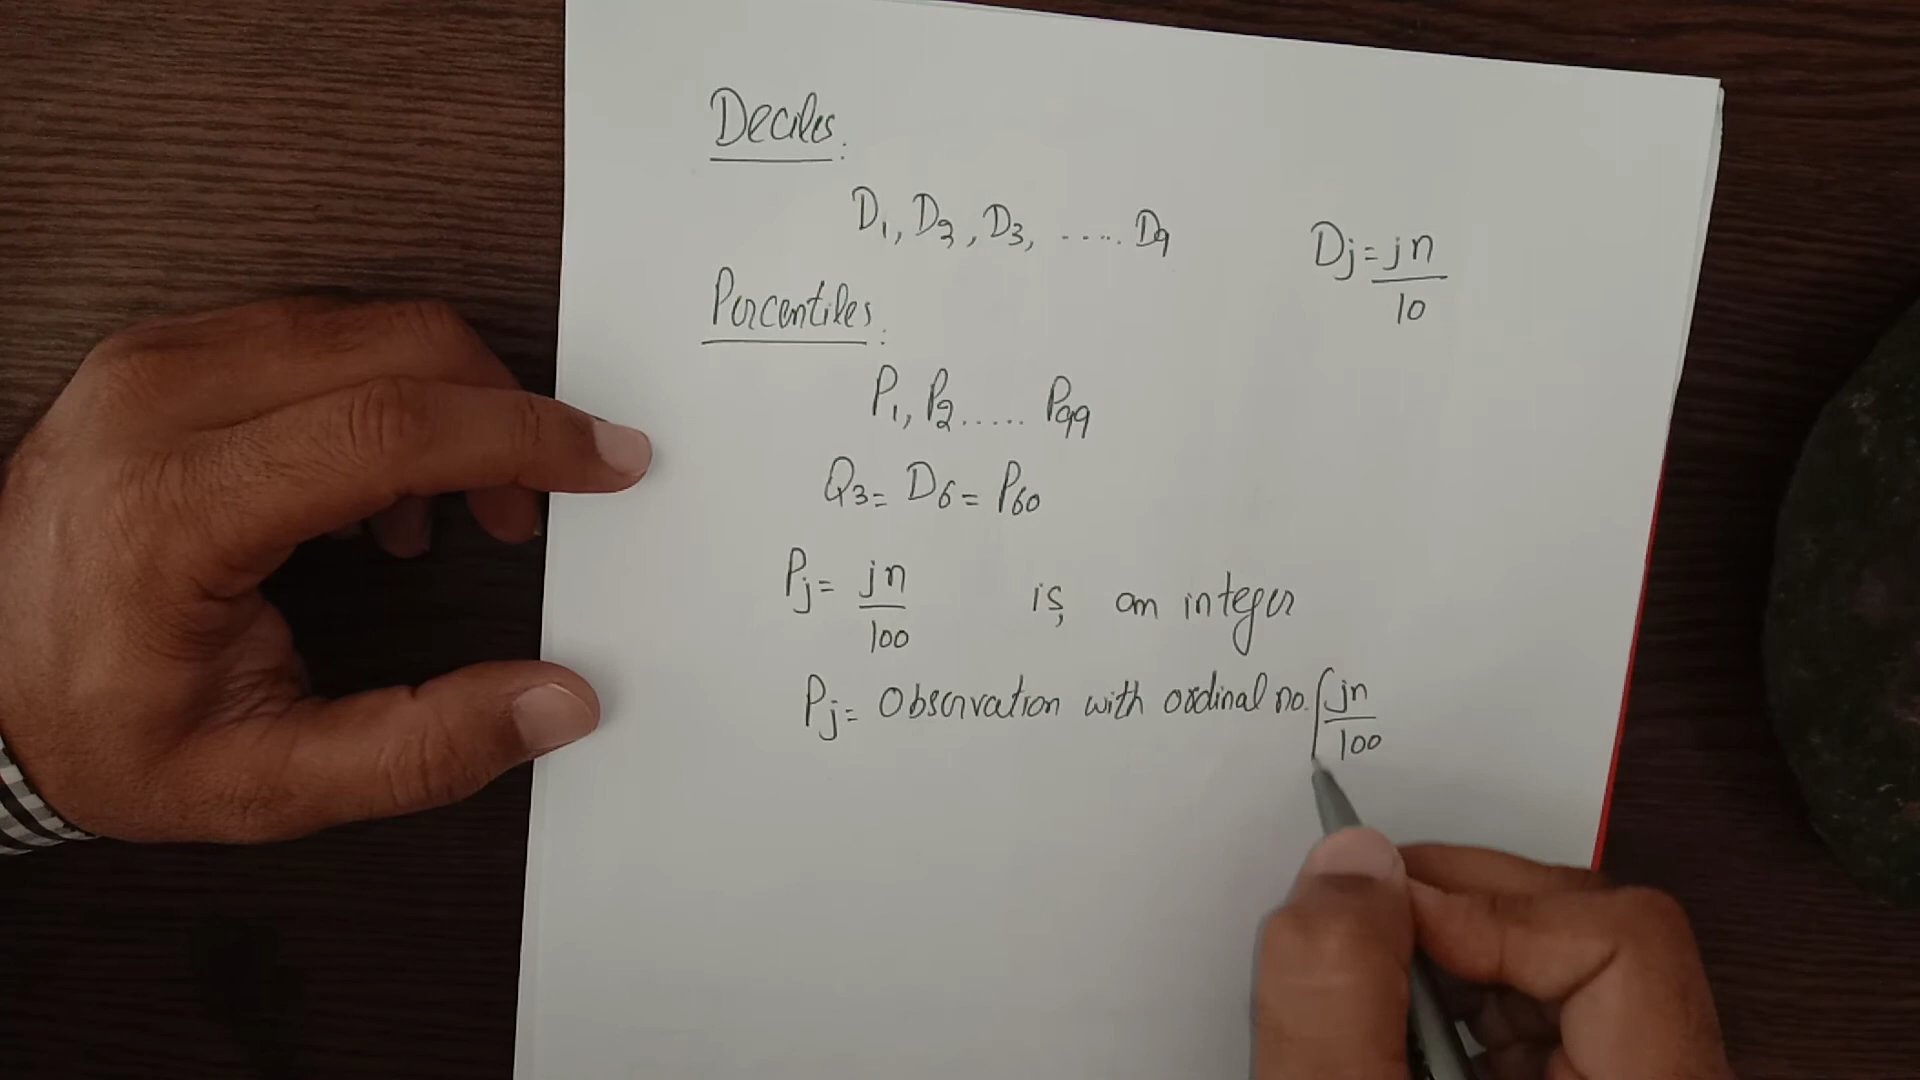 Deciles:
D1, D2, D3, ..... D9
Dj = jn/10
Percentiles:
P1, P2 ..... P99
Q3 = D6 = P60
Pj = jn/100 is, an integer
Pj = Observation with ordinal no. [jn/100